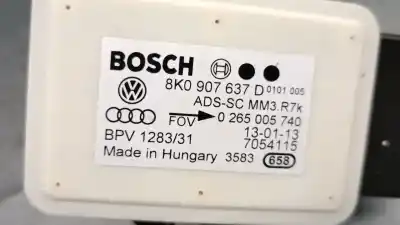 BOSCH
8K0 907 637 D 0101 005
ADS-SC MM3.R7k
FOV 0 265 005 740
BPV 1283/31 13-01-13
7054115
Made in Hungary 3583 658